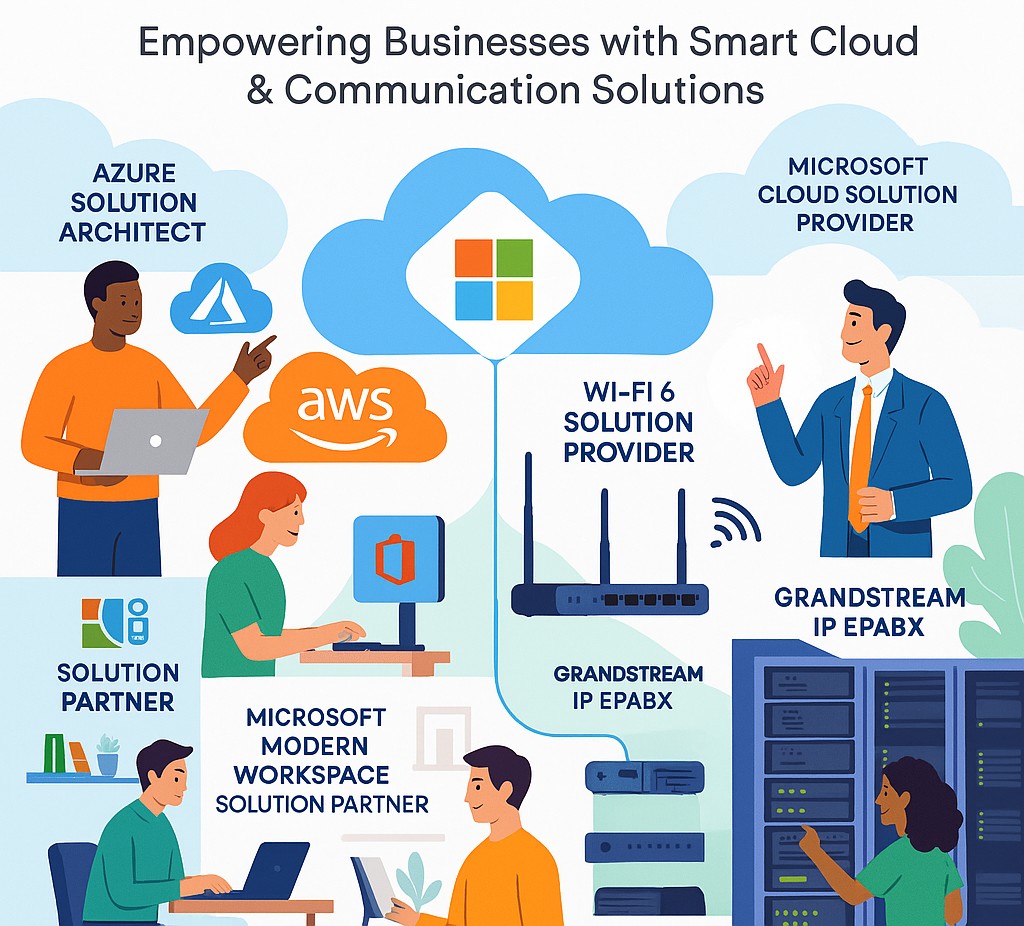 Empowering Businesses with Smart Cloud
& Communication Solutions
AZURE
SOLUTION
ARCHITECT
MICROSOFT
CLOUD SOLUTION
PROVIDER
aws
WI-FI 6
SOLUTION
PROVIDER
GRANDSTREAM
IP EPABX
SOLUTION
PARTNER
GRANDSTREAM
IP EPABX
MICROSOFT
MODERN
WORKSPACE
SOLUTION PARTNER